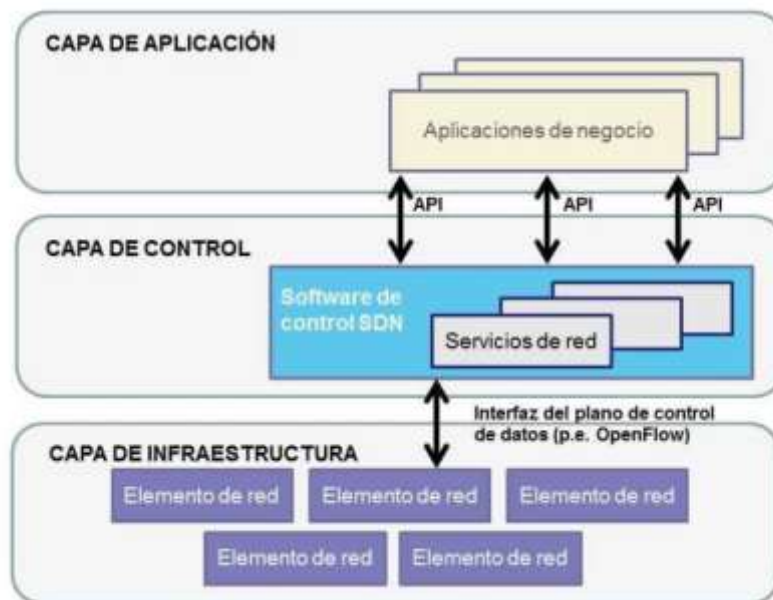 CAPA DE APLICACIÓN
Aplicaciones de negocio
API
API
API
CAPA DE CONTROL
Software de
control SDN
Servicios de red
Interfaz del plano de control
de datos (p.e. OpenFlow)
CAPA DE INFRAESTRUCTURA
Elemento de red
Elemento de red
Elemento de red
Elemento de red
Elemento de red